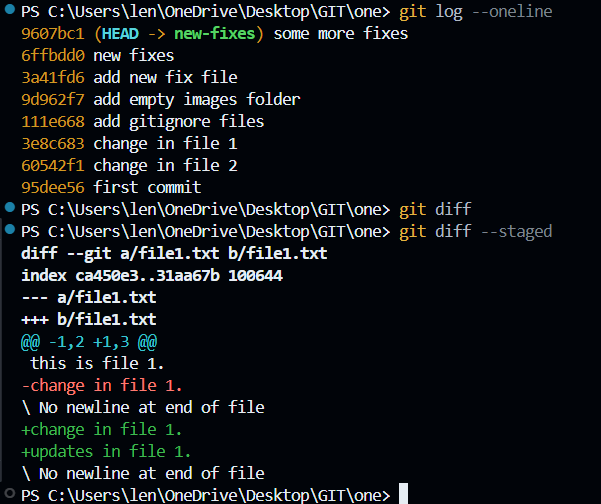 PS C:\Users\len\OneDrive\Desktop\GIT\one> git log --oneline
9607bc1 (HEAD -> new-fixes) some more fixes
6ffbdd0 new fixes
3a41fd6 add new fix file
9d962f7 add empty images folder
111e668 add gitignore files
3e8c683 change in file 1
60542f1 change in file 2
95dee56 first commit
PS C:\Users\len\OneDrive\Desktop\GIT\one> git diff
PS C:\Users\len\OneDrive\Desktop\GIT\one> git diff --staged
diff --git a/file1.txt b/file1.txt
index ca450e3..31aa67b 100644
--- a/file1.txt
+++ b/file1.txt
@@ -1,2 +1,3 @@
 this is file 1.
-change in file 1.
\ No newline at end of file
+change in file 1.
+updates in file 1.
\ No newline at end of file
PS C:\Users\len\OneDrive\Desktop\GIT\one>